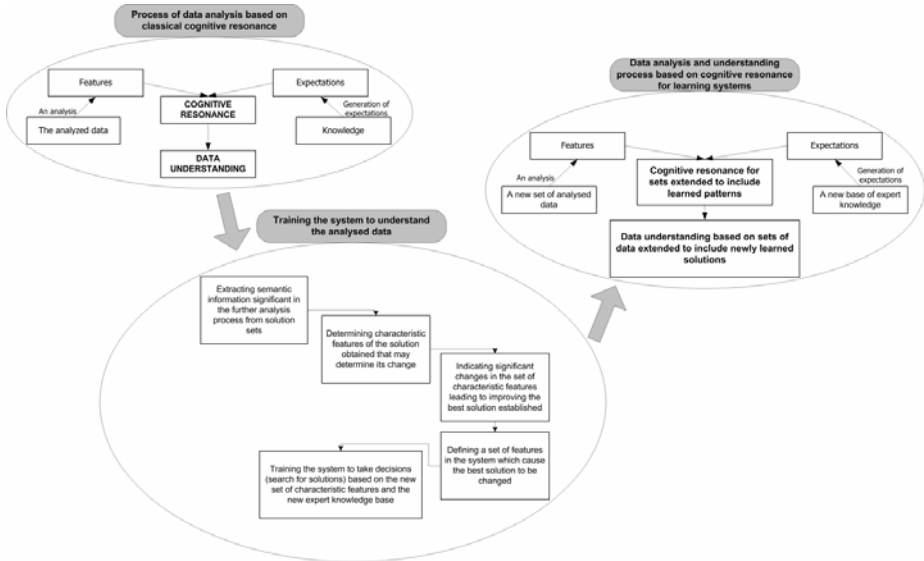 Process of data analysis based on
classical cognitive resonance
Features
Expectations
An analysis
COGNITIVE
RESONANCE
Generation of
expectations
The analyzed data
Knowledge
DATA
UNDERSTANDING
Training the system to understand
the analysed data
Extracting semantic
information significant in
the further analysis
process from solution
sets
Determining characteristic
features of the solution
obtained that may
determine its change
Indicating significant
changes in the set of
characteristic features
leading to improving the
best solution established
Defining a set of features
in the system which cause
the best solution to be
changed
Training the system to take decisions
(search for solutions) based on the new
set of characteristic features and the
new expert knowledge base
Data analysis and understanding
process based on cognitive resonance
for learning systems
Features
Expectations
An analysis
Cognitive resonance for
sets extended to include
learned patterns
Generation of
expectations
A new set of analysed
data
A new base of expert
knowledge
Data understanding based on sets of
data extended to include newly learned
solutions